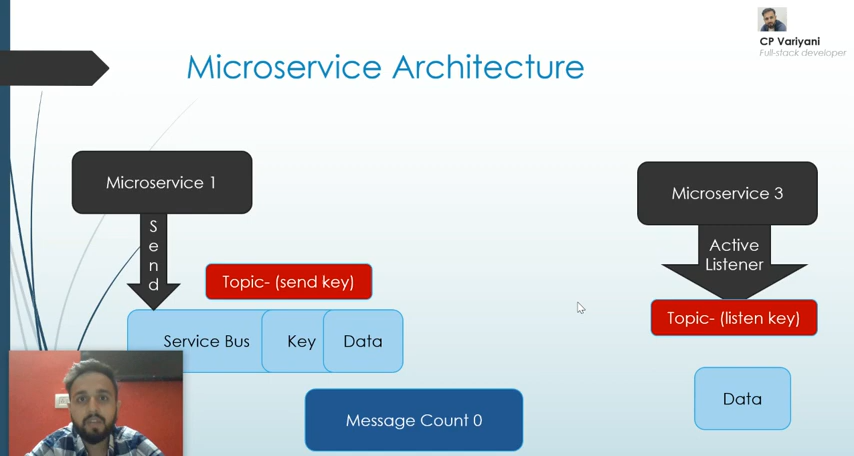 CP Variyani
Full-stack developer
Microservice Architecture
Microservice 1
Send
Topic- (send key)
Service Bus
Key
Data
Message Count 0
Microservice 3
Active
Listener
Topic- (listen key)
Data